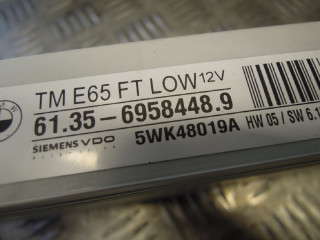 TM E65 FT LOW 12V
61.35-6958448.9
SIEMENS VDO 5WK48019A HW 05 / SW 6.1